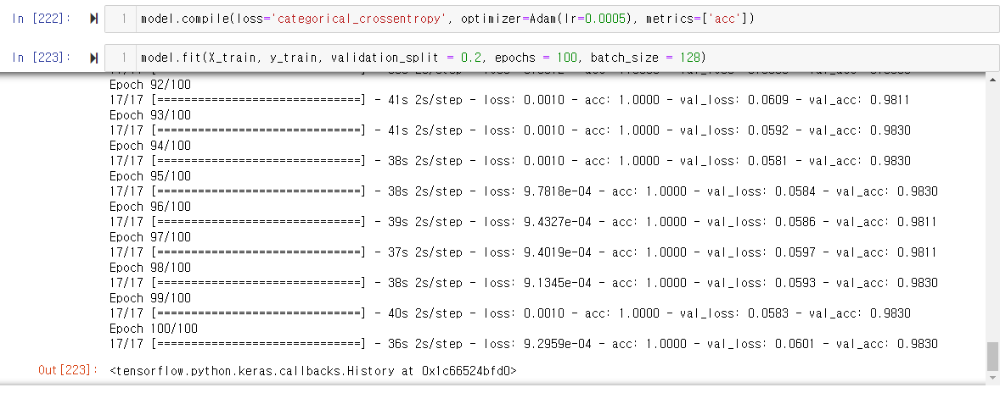 In [222]: 1 model.compile(loss='categorical_crossentropy', optimizer=Adam(lr=0.0005), metrics=['acc'])
In [223]: 1 model.fit(X_train, y_train, validation_split = 0.2, epochs = 100, batch_size = 128)
Epoch 92/100
17/17 [==============================] - 41s 2s/step - loss: 0.0010 - acc: 1.0000 - val_loss: 0.0609 - val_acc: 0.9811
Epoch 93/100
17/17 [==============================] - 41s 2s/step - loss: 0.0010 - acc: 1.0000 - val_loss: 0.0592 - val_acc: 0.9830
Epoch 94/100
17/17 [==============================] - 38s 2s/step - loss: 0.0010 - acc: 1.0000 - val_loss: 0.0581 - val_acc: 0.9830
Epoch 95/100
17/17 [==============================] - 38s 2s/step - loss: 9.7818e-04 - acc: 1.0000 - val_loss: 0.0584 - val_acc: 0.9830
Epoch 96/100
17/17 [==============================] - 39s 2s/step - loss: 9.4327e-04 - acc: 1.0000 - val_loss: 0.0586 - val_acc: 0.9811
Epoch 97/100
17/17 [==============================] - 37s 2s/step - loss: 9.4019e-04 - acc: 1.0000 - val_loss: 0.0597 - val_acc: 0.9811
Epoch 98/100
17/17 [==============================] - 38s 2s/step - loss: 9.1345e-04 - acc: 1.0000 - val_loss: 0.0593 - val_acc: 0.9830
Epoch 99/100
17/17 [==============================] - 40s 2s/step - loss: 0.0010 - acc: 1.0000 - val_loss: 0.0583 - val_acc: 0.9830
Epoch 100/100
17/17 [==============================] - 36s 2s/step - loss: 9.2959e-04 - acc: 1.0000 - val_loss: 0.0601 - val_acc: 0.9830
Out[223]: <tensorflow.python.keras.callbacks.History at 0x1c66524bfd0>